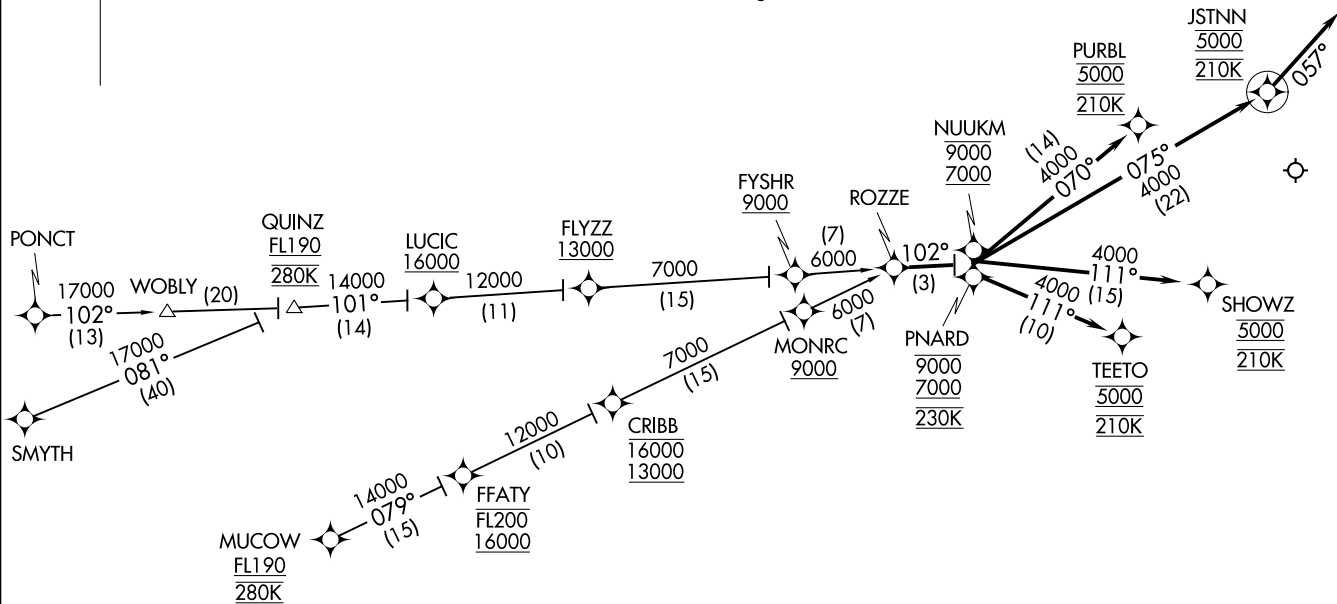 JSTNN
5000
210K
057°
PURBL
5000
210K
NUUKM
9000
7000
(14)
4000
070°
075°
4000
(22)
FYSHR
9000
ROZZE
(7)
6000
102°
(3)
4000
111°
(15)
SHOWZ
5000
210K
4000
111°
(10)
TEETO
5000
210K
PNARD
9000
7000
230K
PONCT
17000
102°
(13)
WOBLY
(20)
QUINZ
FL190
280K
14000
101°
(14)
LUCIC
16000
12000
(11)
FLYZZ
13000
7000
(15)
17000
081°
(40)
SMYTH
6000
(7)
MONRC
9000
7000
(15)
CRIBB
16000
13000
12000
(10)
FFATY
FL200
16000
14000
079°
(15)
MUCOW
FL190
280K